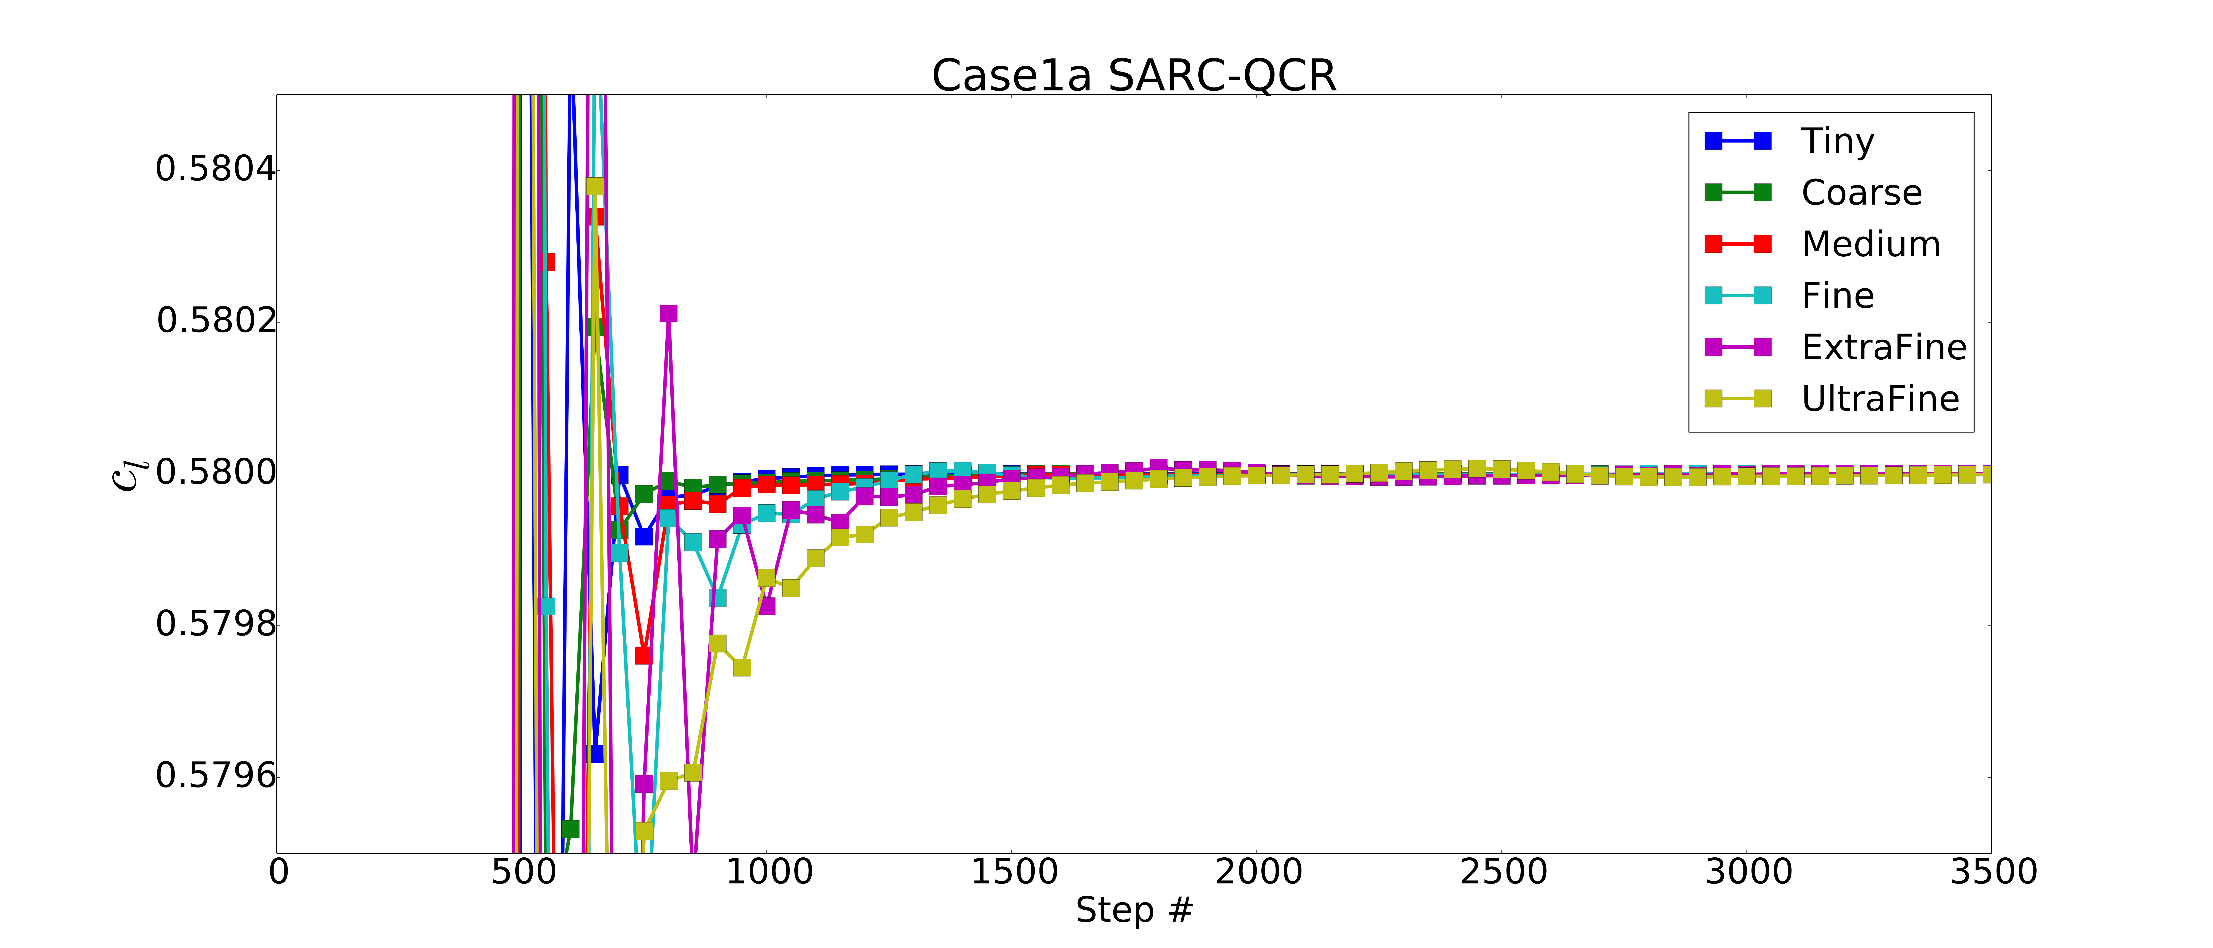 Case1a SARC-QCR
0.5804
0.5802
0.5800
0.5798
0.5796
c_l
0 500 1000 1500 2000 2500 3000 3500
Step #
Tiny
Coarse
Medium
Fine
ExtraFine
UltraFine